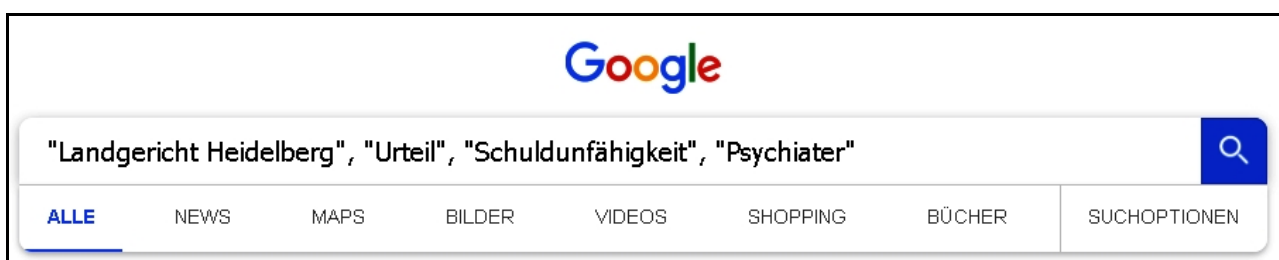 Google
"Landgericht Heidelberg", "Urteil", "Schuldunfähigkeit", "Psychiater"
ALLE NEWS MAPS BILDER VIDEOS SHOPPING BÜCHER SUCHOPTIONEN